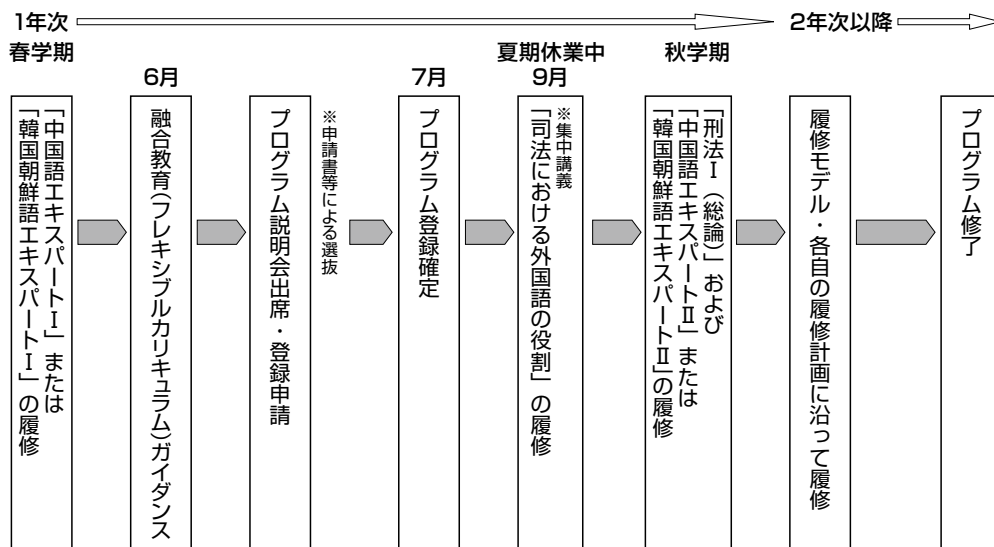 1年次
2年次以降
春学期
夏期休業中
秋学期
6月
7月
9月
「中国語エキスパートⅠ」または
「韓国朝鮮語エキスパートⅠ」の履修
融合教育(フレキシブルカリキュラム)ガイダンス
プログラム説明会出席・登録申請
※申請書等による選抜
プログラム登録確定
※集中講義
「司法における外国語の役割」の履修
「刑法Ⅰ(総論)」および
「中国語エキスパートⅡ」または
「韓国朝鮮語エキスパートⅡ」の履修
履修モデル・各自の履修計画に沿って履修
プログラム修了